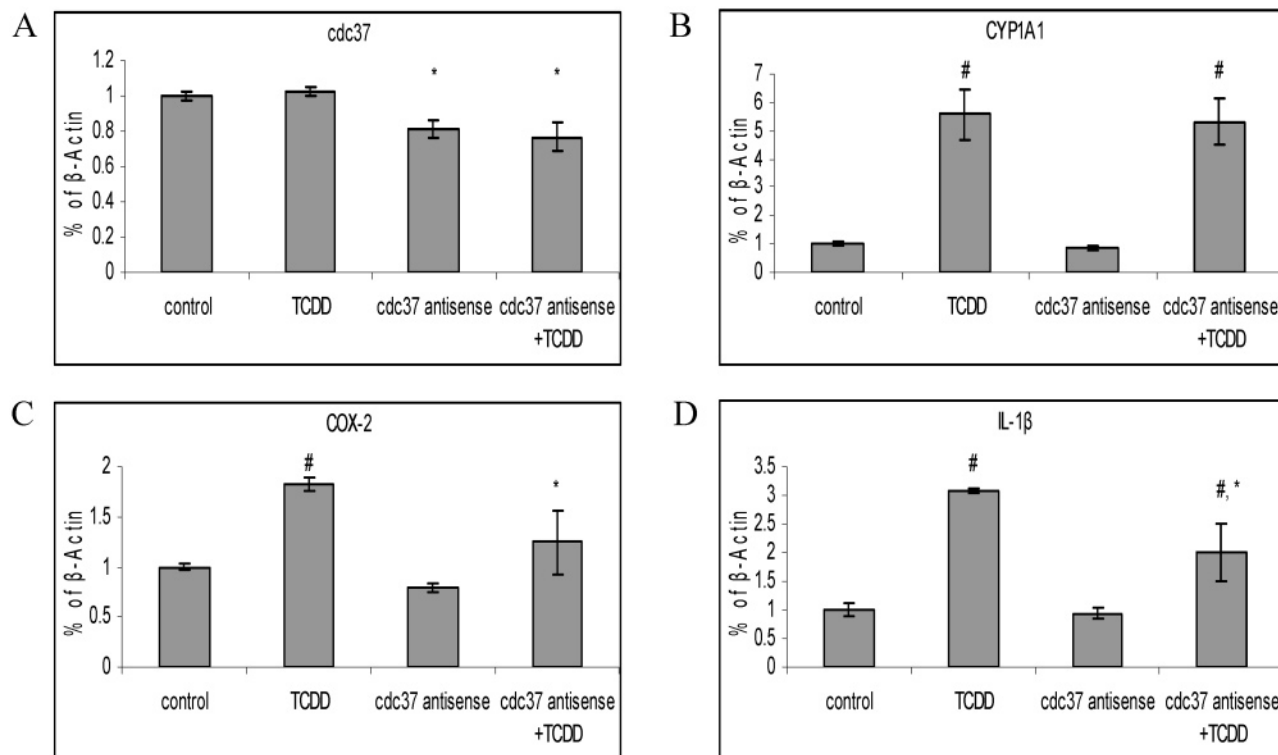 A
cdc37
% of β-Actin
1.2
1
0.8
0.6
0.4
0.2
0
*
*
control
TCDD
cdc37 antisense
cdc37 antisense
+TCDD
B
CYP1A1
% of β-Actin
7
6
5
4
3
2
1
0
#
#
control
TCDD
cdc37 antisense
cdc37 antisense
+TCDD
C
COX-2
% of β-Actin
2
1.5
1
0.5
0
#
*
control
TCDD
cdc37 antisense
cdc37 antisense
+TCDD
D
IL-1β
% of β-Actin
3.5
3
2.5
2
1.5
1
0.5
0
#
#, *
control
TCDD
cdc37 antisense
cdc37 antisense
+TCDD